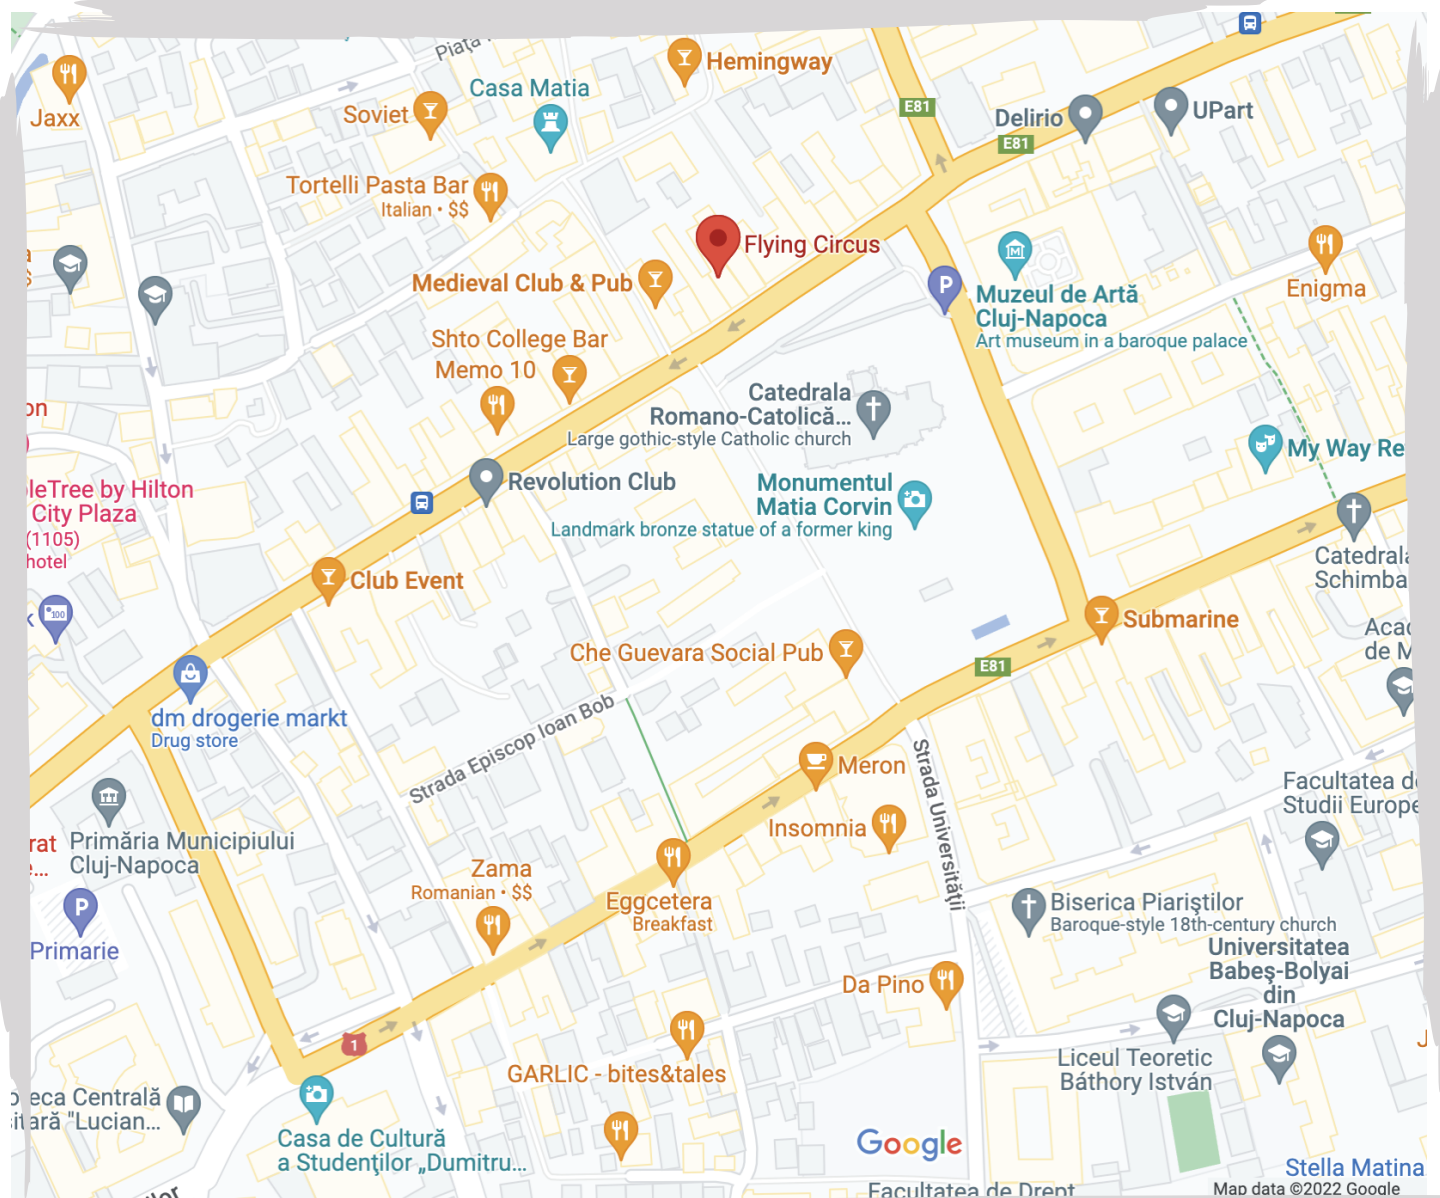 Piaţa
Hemingway
Jaxx
Casa Matia
Soviet
E81
Delirio
UPart
E81
Tortelli Pasta Bar
Italian • $$
Flying Circus
Medieval Club & Pub
P
M
Muzeul de Artă
Cluj-Napoca
Art museum in a baroque palace
Enigma
Shto College Bar
Memo 10
Catedrala
Romano-Catolică...
Large gothic-style Catholic church
My Way Re
leTree by Hilton
City Plaza
(1105)
hotel
Revolution Club
Monumentul
Matia Corvin
Landmark bronze statue of a former king
Catedrala
Schimba
Club Event
100
Submarine
Aca
de M
Che Guevara Social Pub
E81
dm drogerie markt
Drug store
Strada Episcop Ioan Bob
Strada Universităţii
Meron
Facultatea d
Studii Europe
Insomnia
Primăria Municipiului
Cluj-Napoca
rat
e...
Zama
Romanian • $$
Eggcetera
Breakfast
Biserica Piariştilor
Baroque-style 18th-century church
P
Primarie
Universitatea
Babeş-Bolyai
din
Cluj-Napoca
Da Pino
1
Liceul Teoretic
Báthory István
GARLIC - bites&tales
eca Centrală
itară "Lucian...
Casa de Cultură
a Studenţilor „Dumitru...
Google
Stella Matina
Facultatea de Drept
Map data ©2022 Google